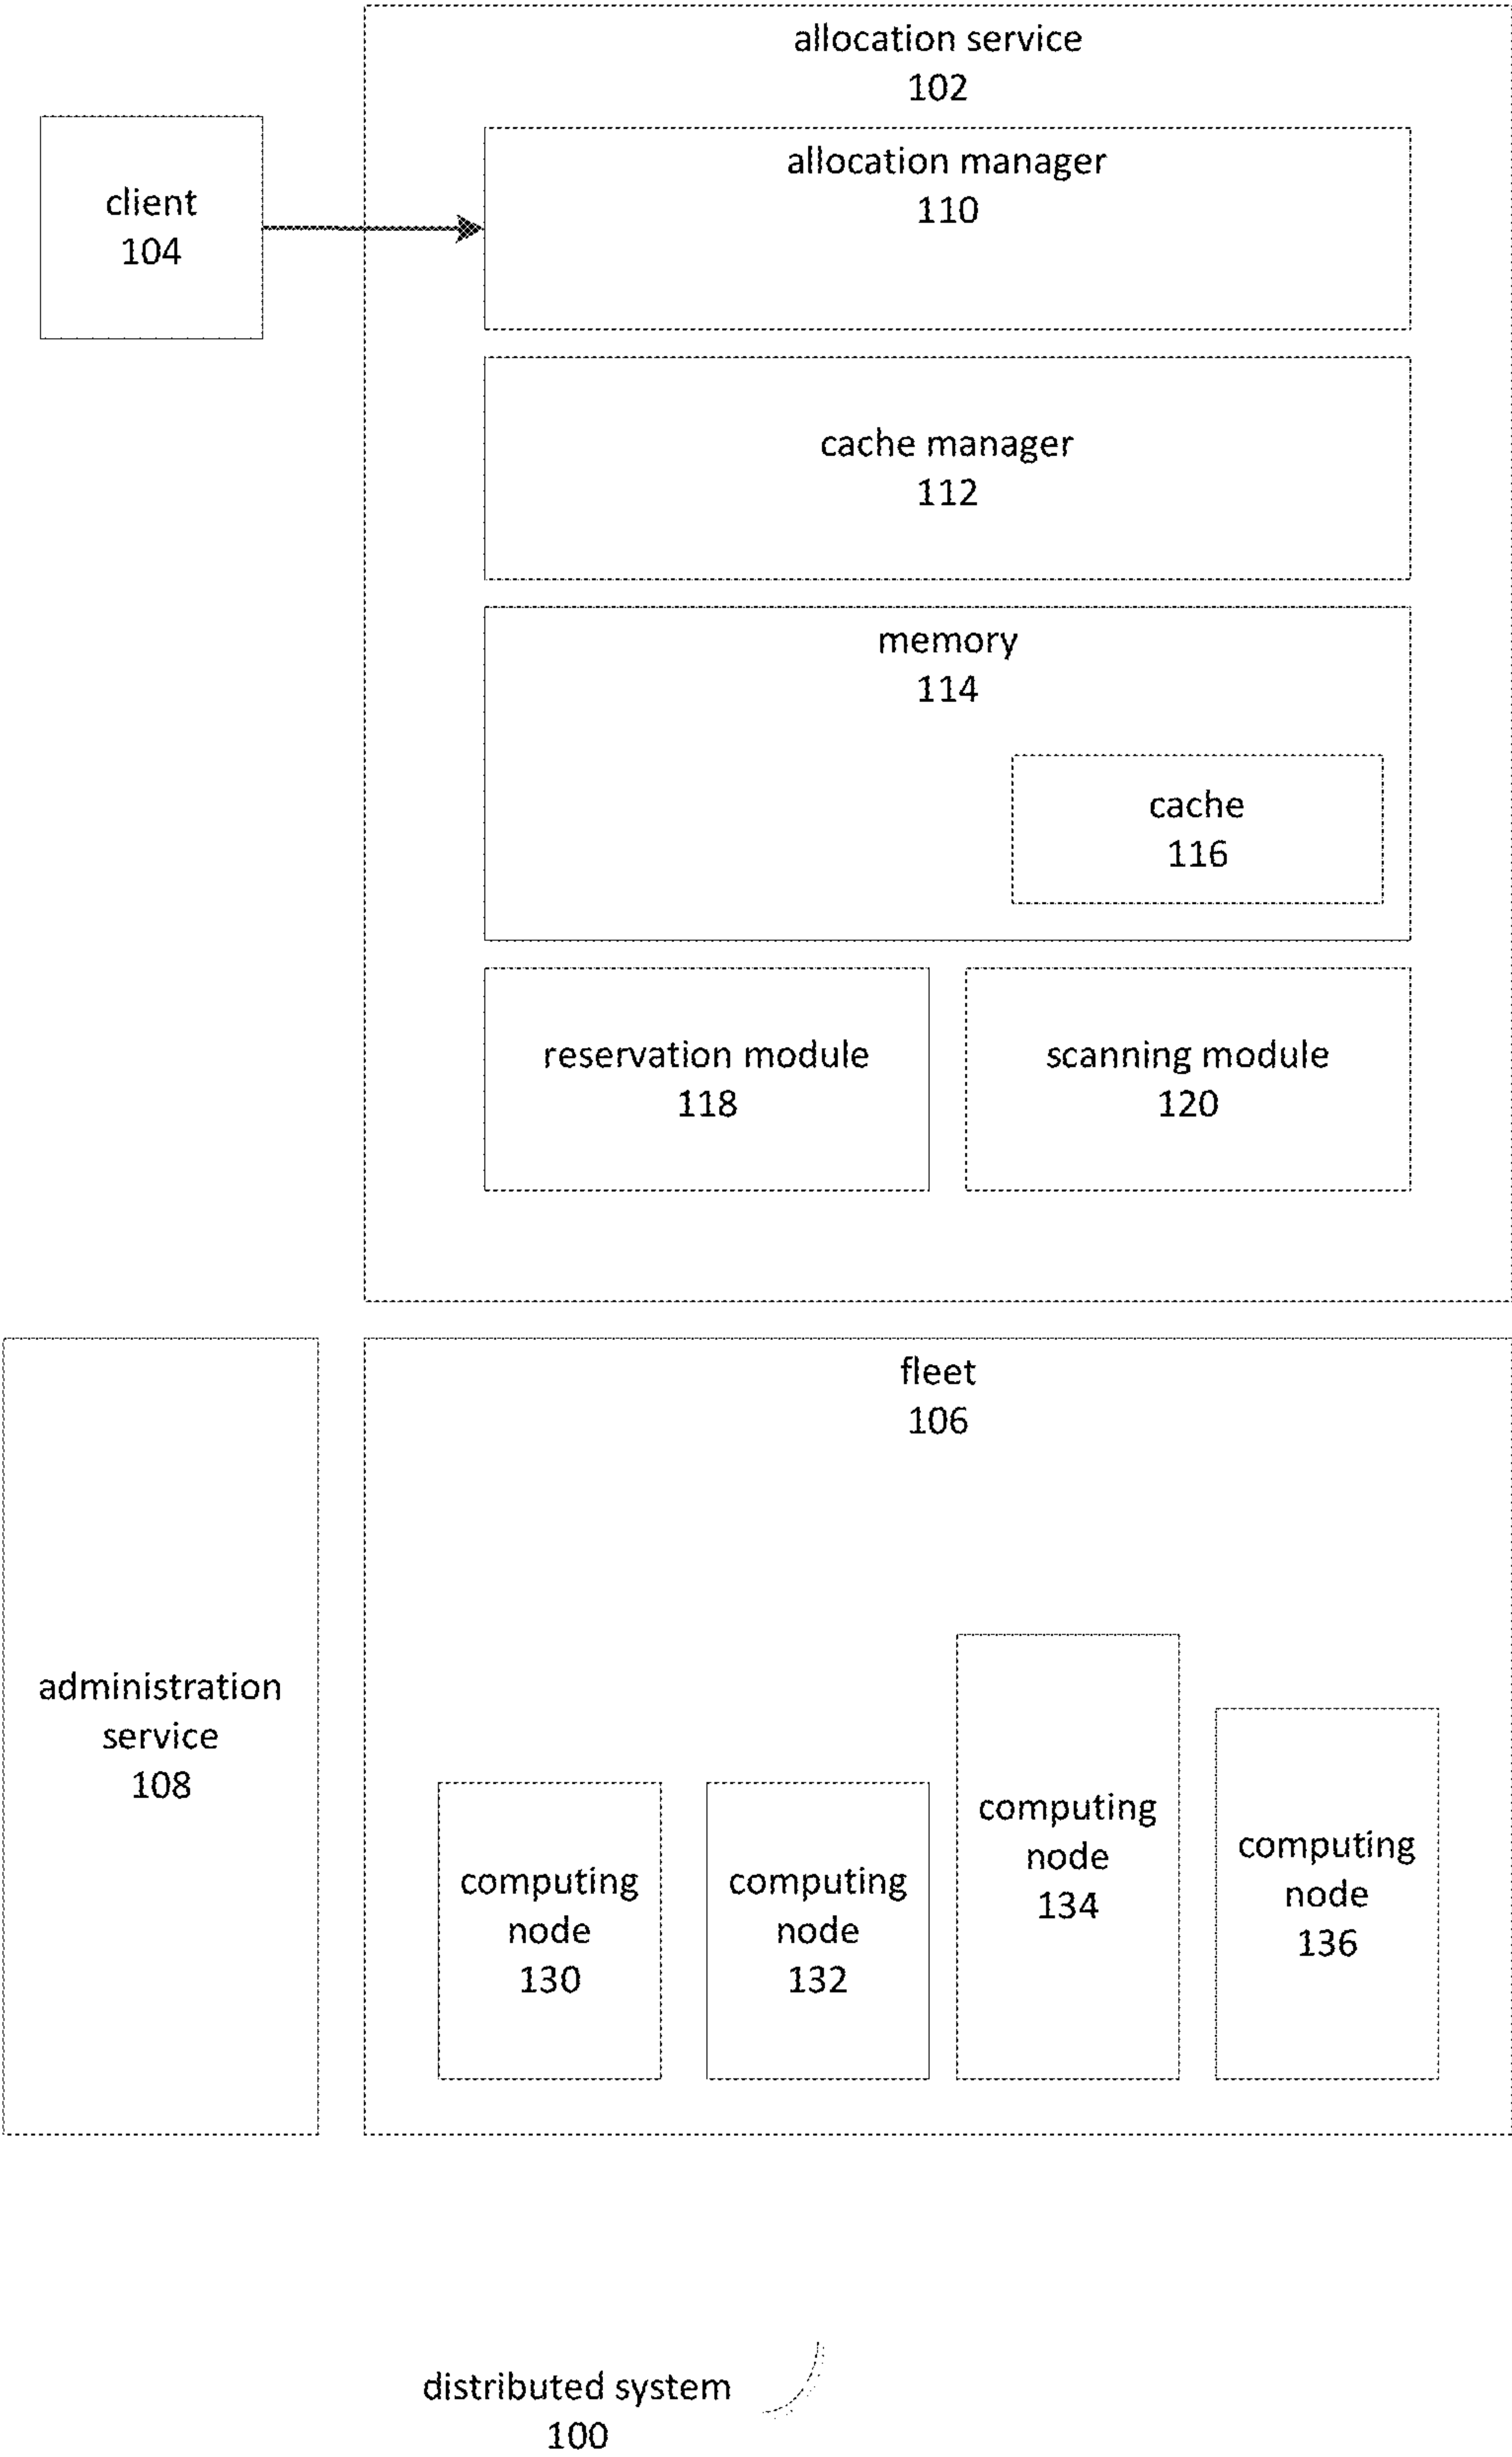 allocation service
102
client
104
allocation manager
110
cache manager
112
memory
114
cache
116
reservation module
118
scanning module
120
fleet
106
administration
service
108
computing
node
130
computing
node
132
computing
node
134
computing
node
136
distributed system
100